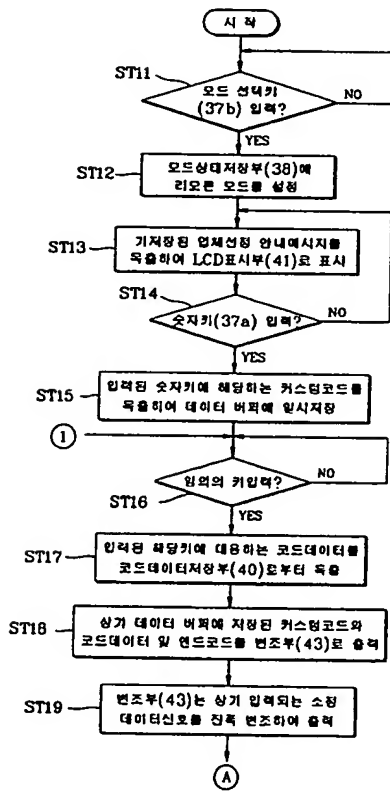 시 작
ST11
모드 선택키
(37b) 입력?
NO
YES
ST12
모드상태저장부(38)에
리모콘 모드를 설정
ST13
기저장된 업체선정 안내메시지를
독출하여 LCD표시부(41)로 표시
ST14
숫자키(37a) 입력?
NO
YES
ST15
입력된 숫자키에 해당하는 커스텀코드를
독출하여 데이터 버퍼에 일시저장
1
임의의 키입력?
NO
ST16
YES
ST17
입력된 해당키에 대응하는 코드데이터를
코드데이터저장부(40)로부터 독출
ST18
상기 데이터 버퍼에 저장된 커스텀코드와
코드데이터 및 엔드코드를 변조부(43)로 출력
ST19
변조부(43)는 상기 입력되는 소정
데이터신호를 진폭 변조하여 출력
A